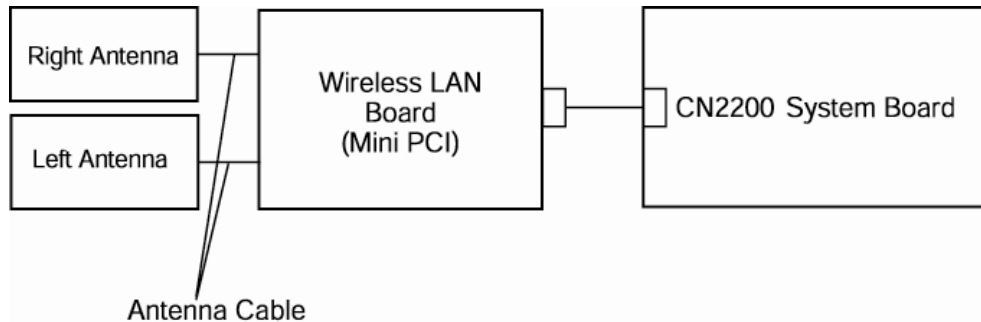 Right Antenna
Left Antenna
Wireless LAN
Board
(Mini PCI)
CN2200 System Board
Antenna Cable